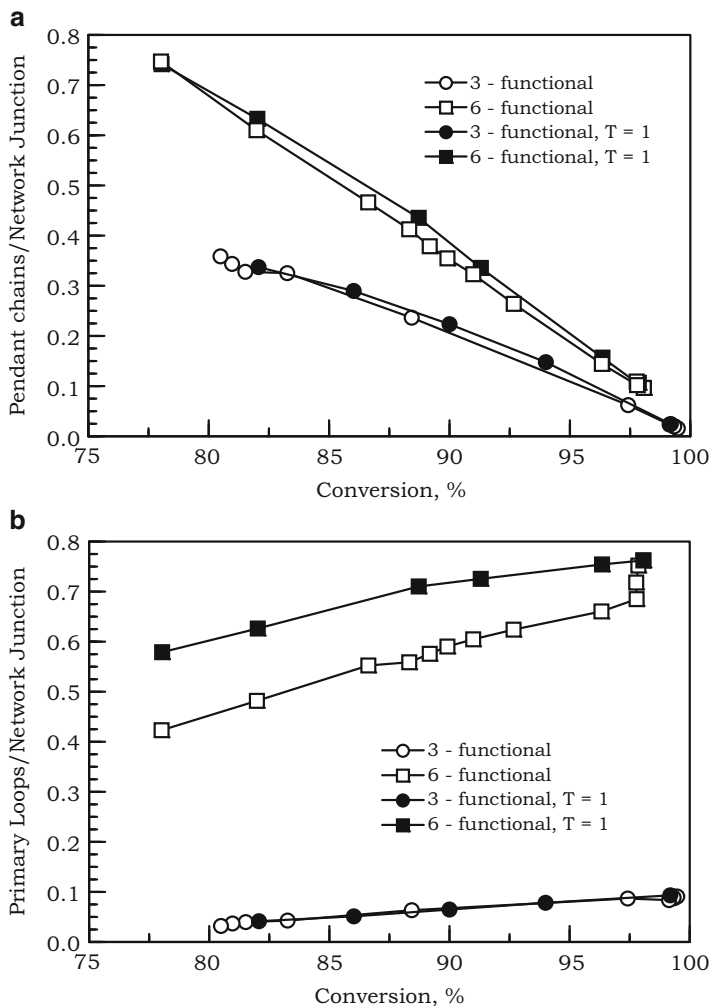 a
0.8
0.7
0.6
0.5
0.4
0.3
0.2
0.1
0.0
Pendant chains/Network Junction
3 - functional
6 - functional
3 - functional, T = 1
6 - functional, T = 1
75 80 85 90 95 100
Conversion, %
b
0.8
0.7
0.6
0.5
0.4
0.3
0.2
0.1
0.0
Primary Loops/Network Junction
3 - functional
6 - functional
3 - functional, T = 1
6 - functional, T = 1
75 80 85 90 95 100
Conversion, %